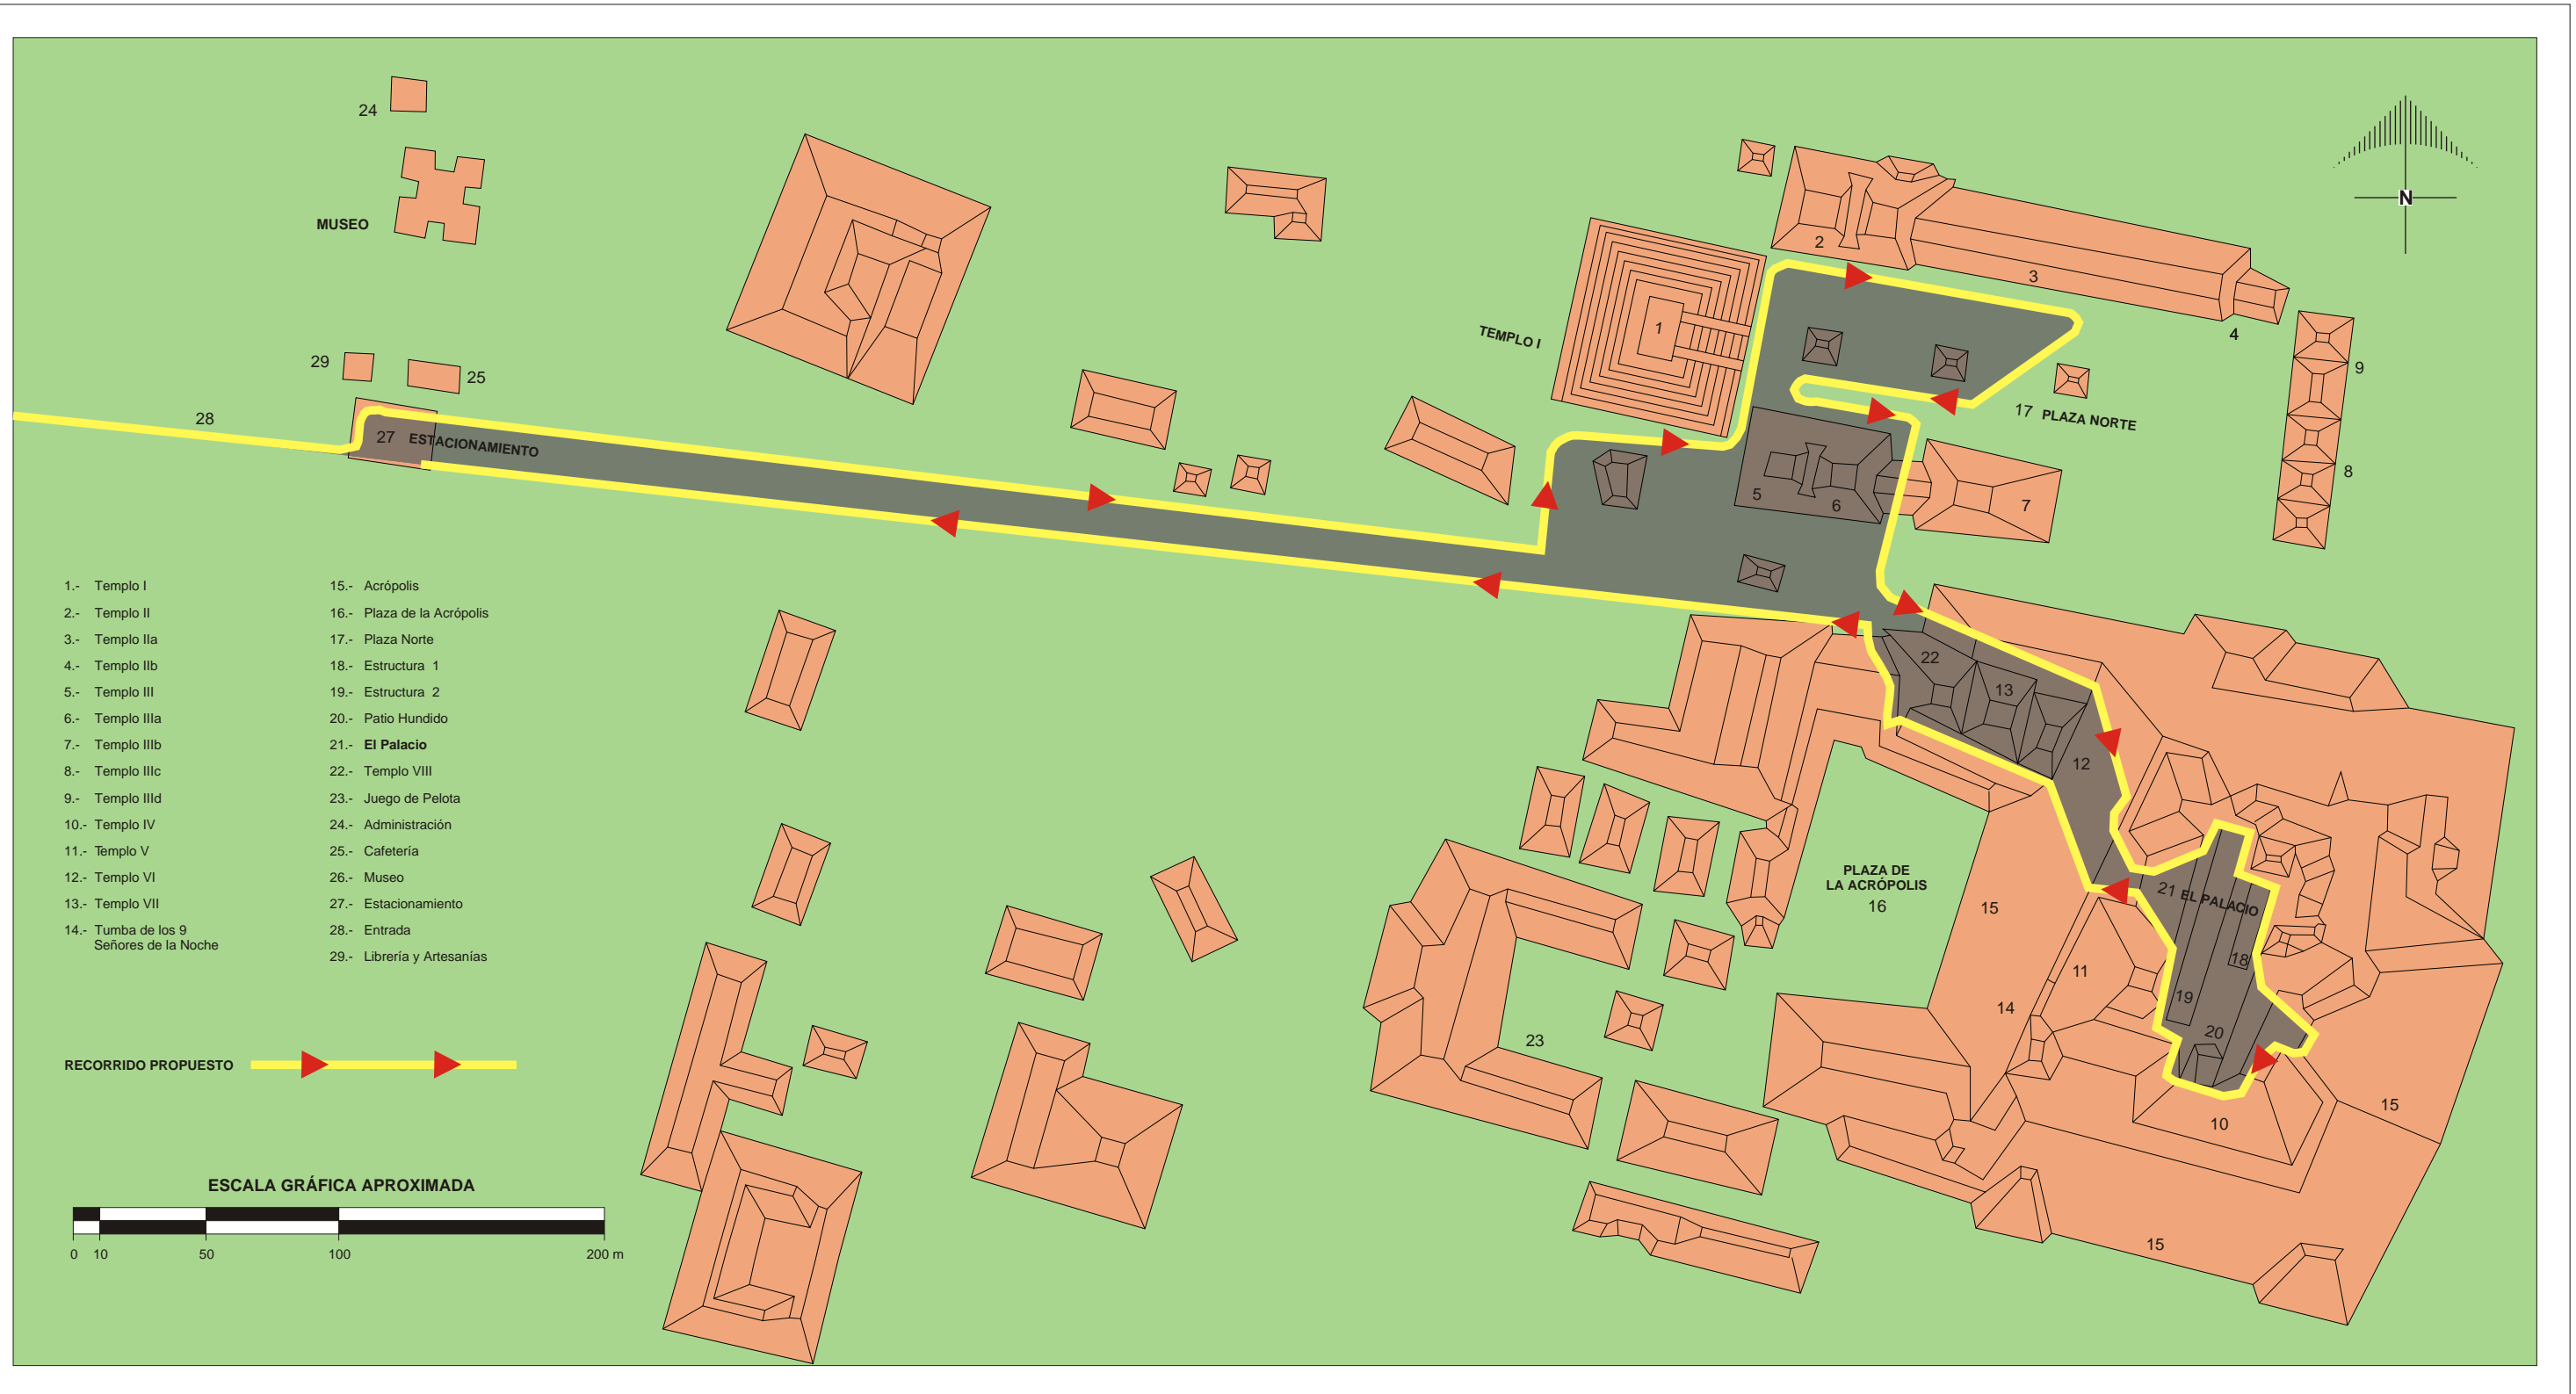 24
MUSEO
29
25
28
27 ESTACIONAMIENTO
TEMPLO I
1
2
3
4
N
9
17 PLAZA NORTE
8
5
6
7
1.- Templo I
2.- Templo II
3.- Templo IIa
4.- Templo IIb
5.- Templo III
6.- Templo IIIa
7.- Templo IIIb
8.- Templo IIIc
9.- Templo IIId
10.- Templo IV
11.- Templo V
12.- Templo VI
13.- Templo VII
14.- Tumba de los 9
Señores de la Noche
15.- Acrópolis
16.- Plaza de la Acrópolis
17.- Plaza Norte
18.- Estructura 1
19.- Estructura 2
20.- Patio Hundido
21.- El Palacio
22.- Templo VIII
23.- Juego de Pelota
24.- Administración
25.- Cafetería
26.- Museo
27.- Estacionamiento
28.- Entrada
29.- Librería y Artesanías
22
13
12
PLAZA DE
LA ACRÓPOLIS
16
15
21 EL PALACIO
11
18
19
14
20
23
10
15
15
RECORRIDO PROPUESTO
ESCALA GRÁFICA APROXIMADA
0 10 50 100 200 m